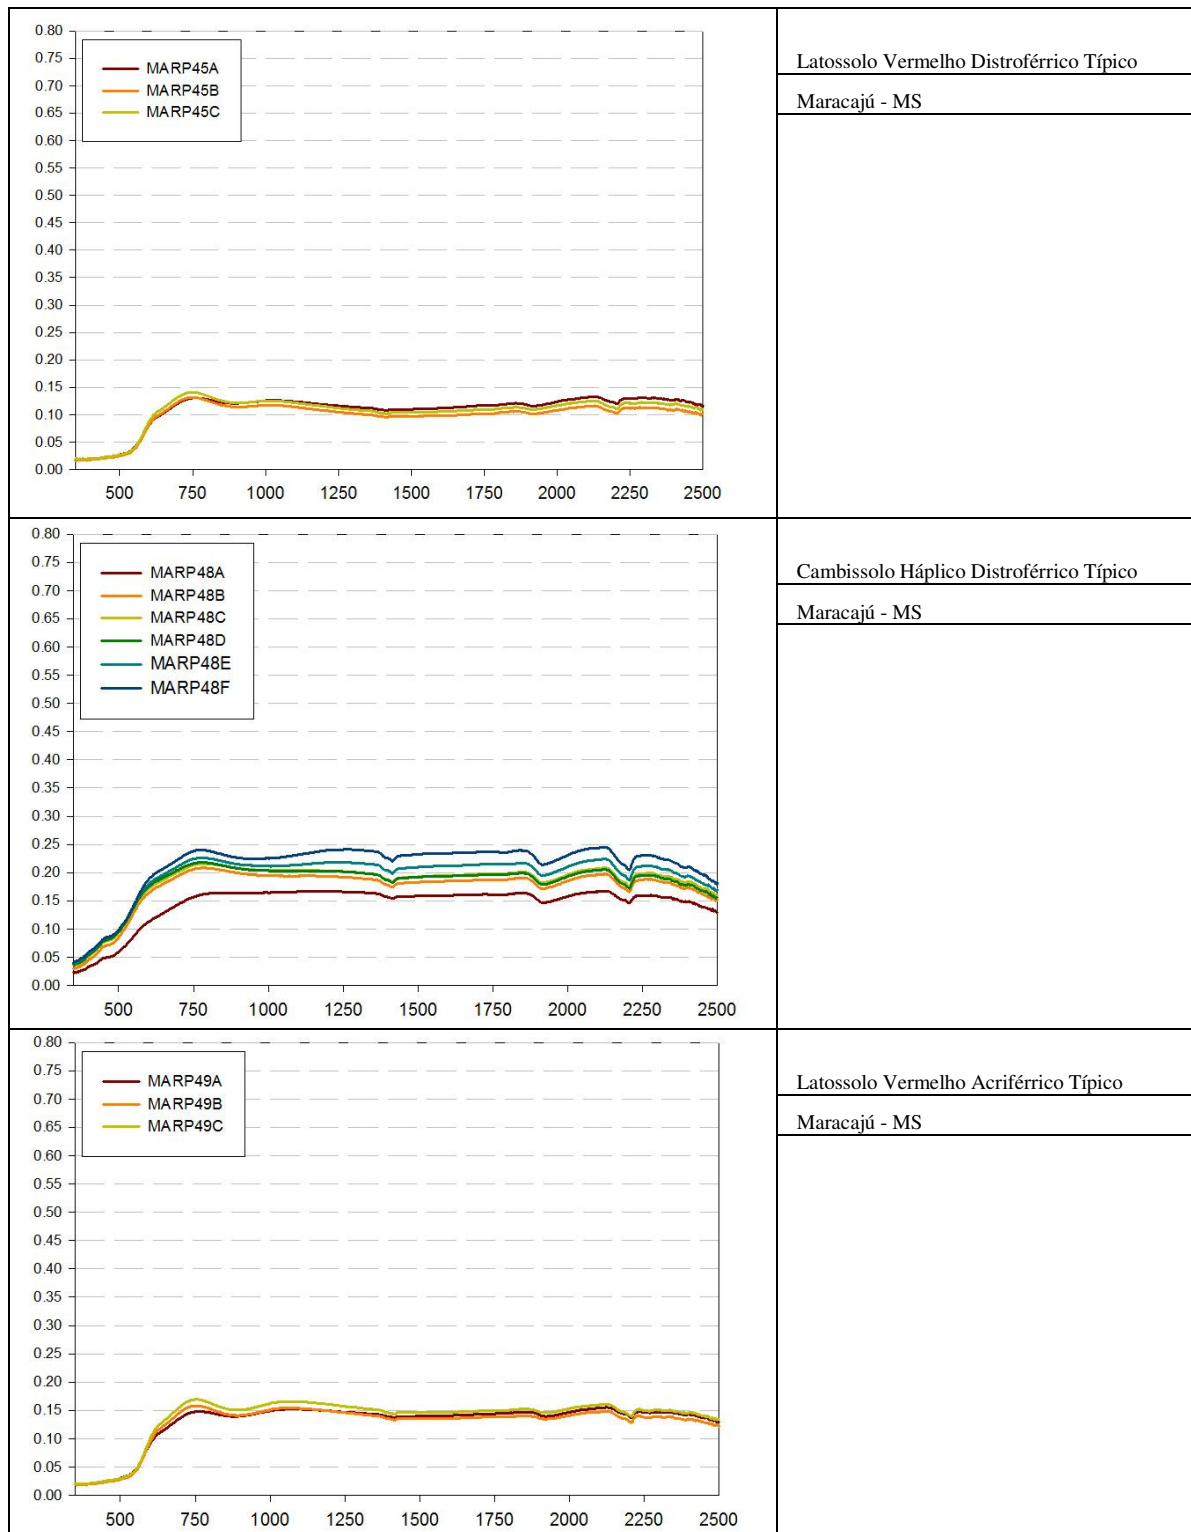 0.80
0.75
0.70
0.65
0.60
0.55
0.50
0.45
0.40
0.35
0.30
0.25
0.20
0.15
0.10
0.05
0.00
MARP45A
MARP45B
MARP45C
500 750 1000 1250 1500 1750 2000 2250 2500
Latossolo Vermelho Distroférrico Típico
Maracajú - MS
0.80
0.75
0.70
0.65
0.60
0.55
0.50
0.45
0.40
0.35
0.30
0.25
0.20
0.15
0.10
0.05
0.00
MARP48A
MARP48B
MARP48C
MARP48D
MARP48E
MARP48F
500 750 1000 1250 1500 1750 2000 2250 2500
Cambissolo Háplico Distroférrico Típico
Maracajú - MS
0.80
0.75
0.70
0.65
0.60
0.55
0.50
0.45
0.40
0.35
0.30
0.25
0.20
0.15
0.10
0.05
0.00
MARP49A
MARP49B
MARP49C
500 750 1000 1250 1500 1750 2000 2250 2500
Latossolo Vermelho Acriférrico Típico
Maracajú - MS